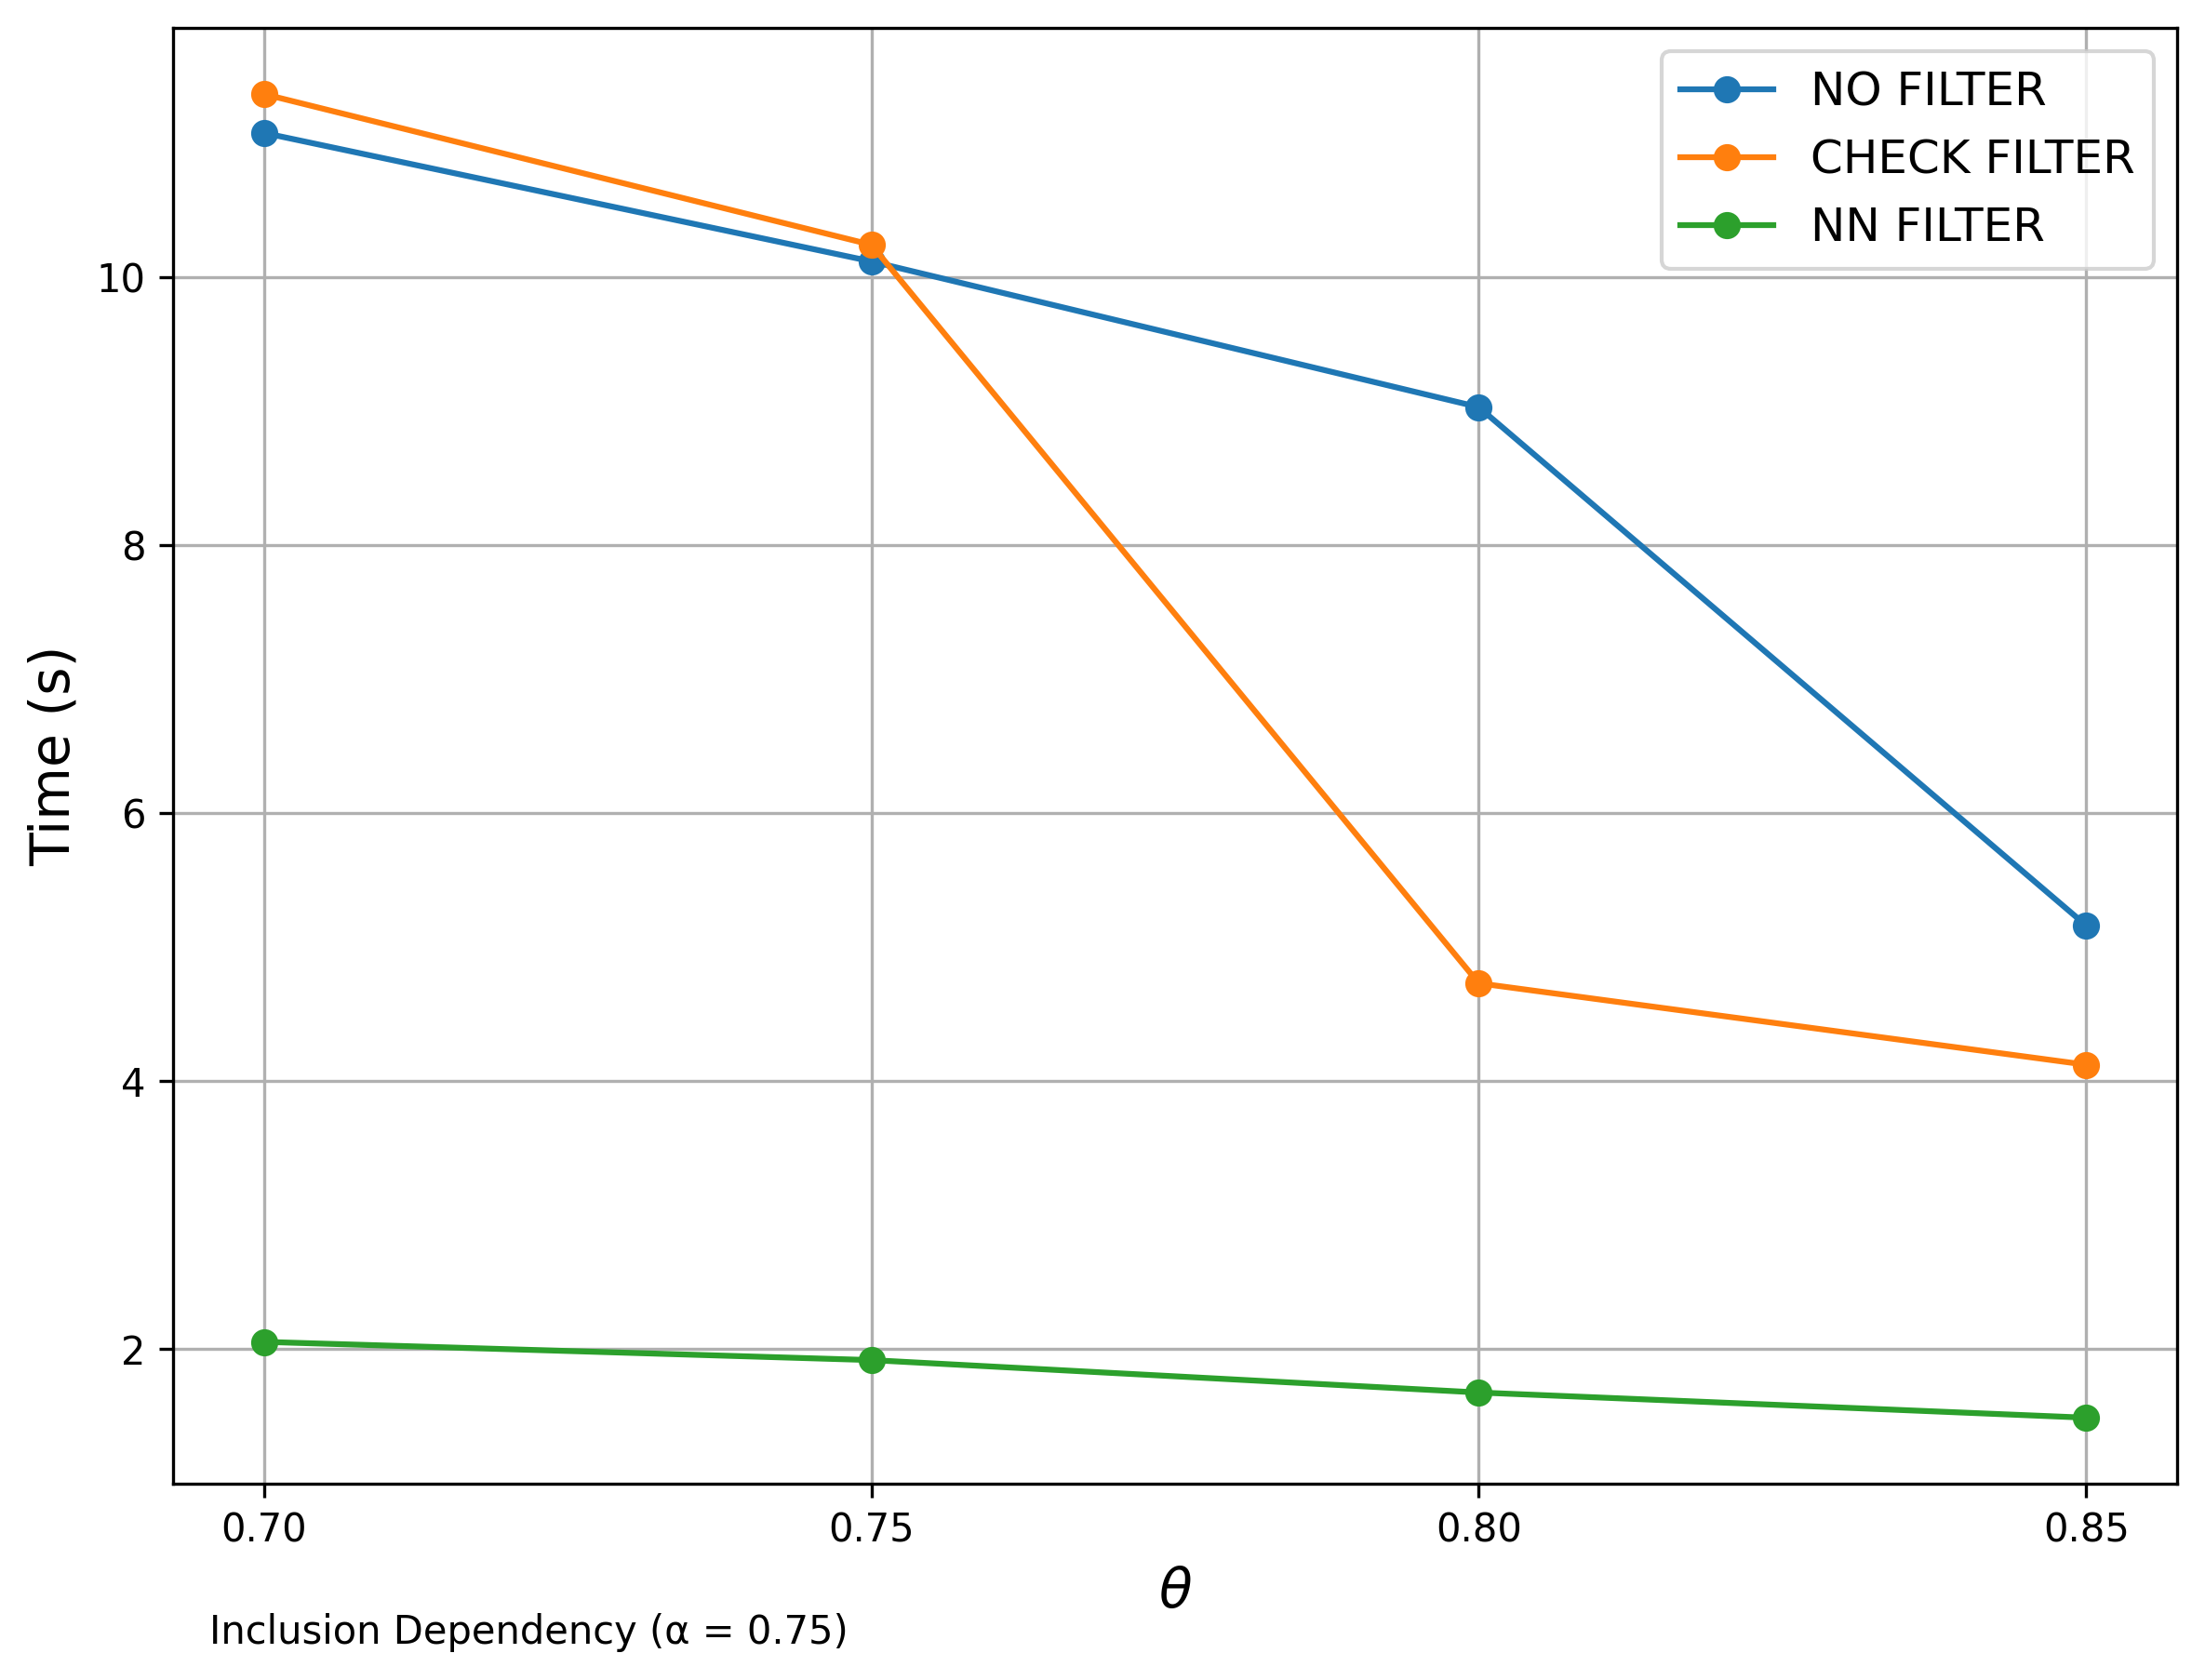 NO FILTER
CHECK FILTER
NN FILTER
Time (s)
10
8
6
4
2
0.70 0.75 0.80 0.85
θ
Inclusion Dependency (α = 0.75)